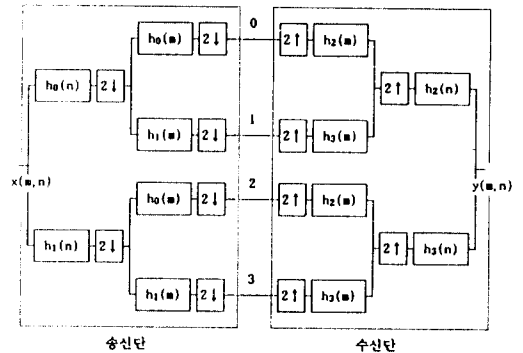 0
h₀(m) 2↓ 2↑ h₂(m)
h₀(n) 2↓ 2↑ h₂(n)
1
h₁(m) 2↓ 2↑ h₃(m)
x(m,n) y(m,n)
2
h₀(m) 2↓ 2↑ h₂(m)
h₁(n) 2↓ 2↑ h₃(n)
3
h₁(m) 2↓ 2↑ h₃(m)
송신단 수신단